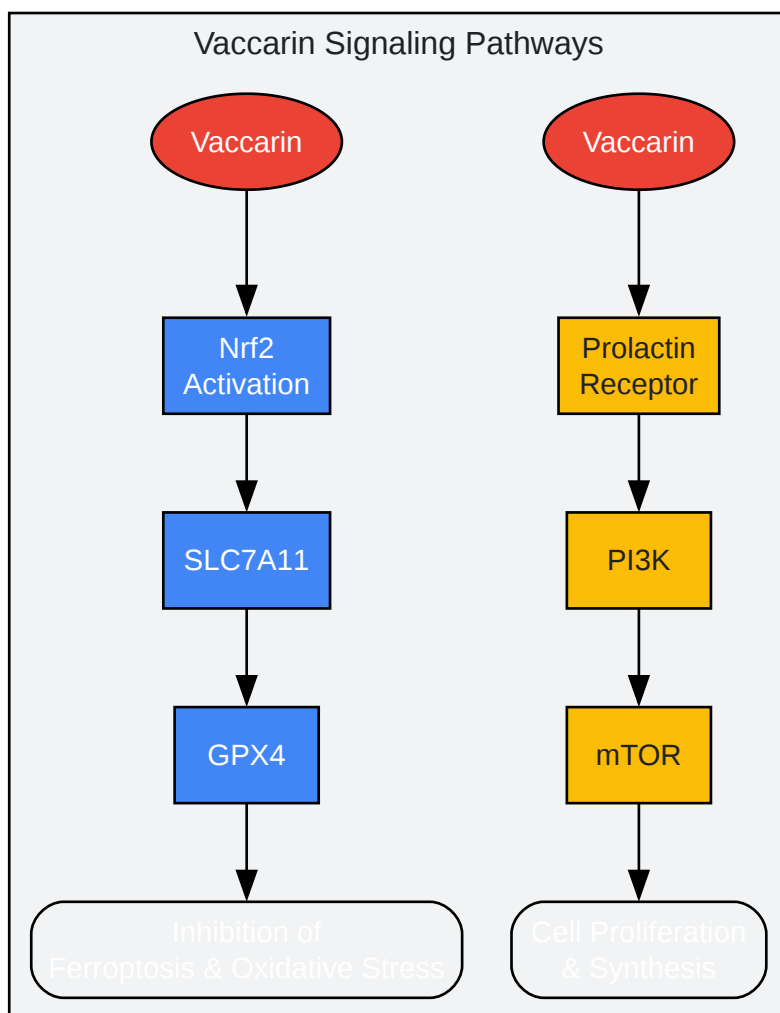 Vaccarin Signaling Pathways
Vaccarin
Nrf2
Activation
SLC7A11
GPX4
Inhibition of
Ferroptosis & Oxidative Stress
Vaccarin
Prolactin
Receptor
PI3K
mTOR
Cell Proliferation
& Synthesis